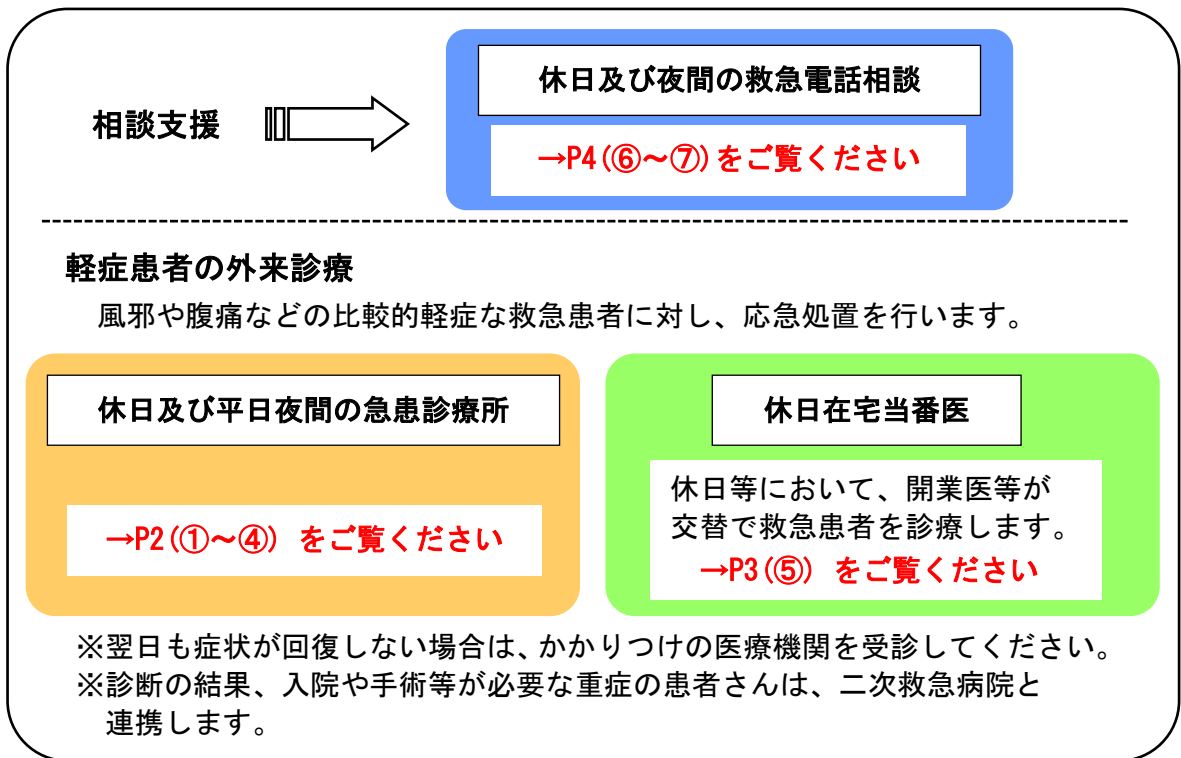 休日及び夜間の救急電話相談
相談支援
→P4(⑥～⑦)をご覧ください
軽症患者の外来診療
風邪や腹痛などの比較的軽症な救急患者に対し、応急処置を行います。
休日及び平日夜間の急患診療所
→P2(①～④) をご覧ください
休日在宅当番医
休日等において、開業医等が
交替で救急患者を診療します。
→P3(⑤) をご覧ください
※翌日も症状が回復しない場合は、かかりつけの医療機関を受診してください。
※診断の結果、入院や手術等が必要な重症の患者さんは、二次救急病院と
連携します。